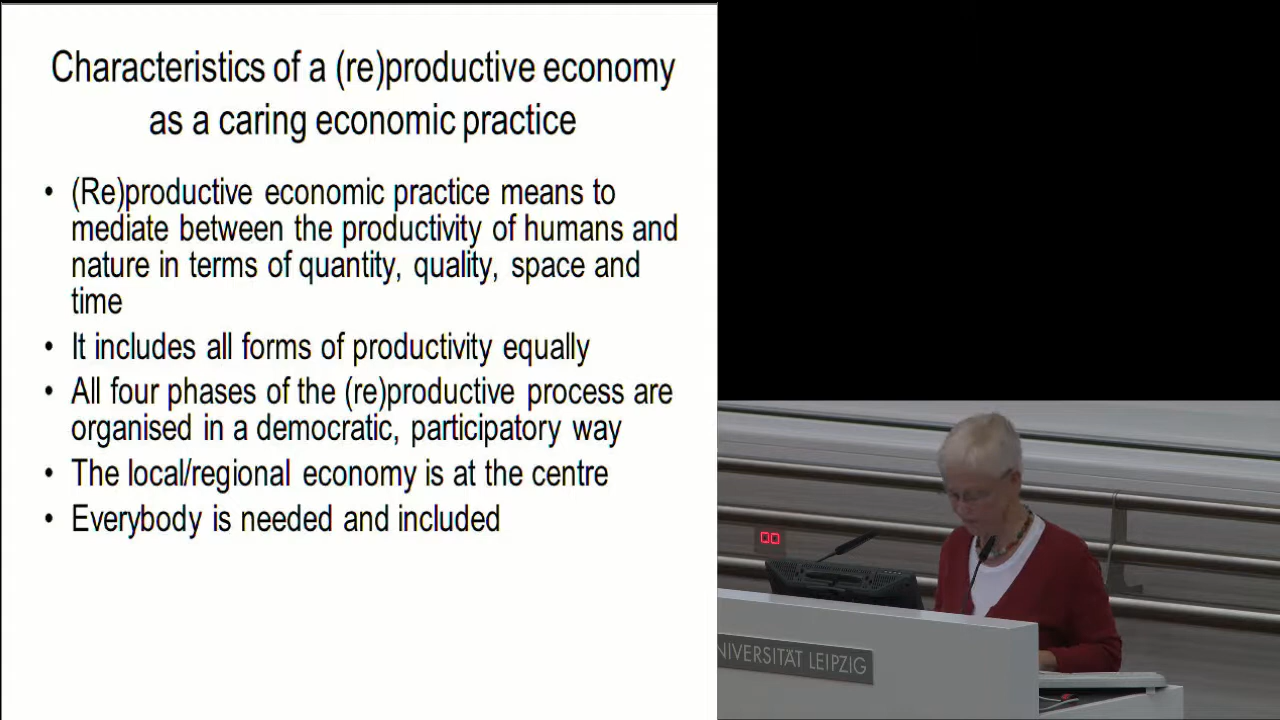 Characteristics of a (re)productive economy
as a caring economic practice
• (Re)productive economic practice means to
mediate between the productivity of humans and
nature in terms of quantity, quality, space and
time
• It includes all forms of productivity equally
• All four phases of the (re)productive process are
organised in a democratic, participatory way
• The local/regional economy is at the centre
• Everybody is needed and included
00
NIVERSITÄT LEIPZIG